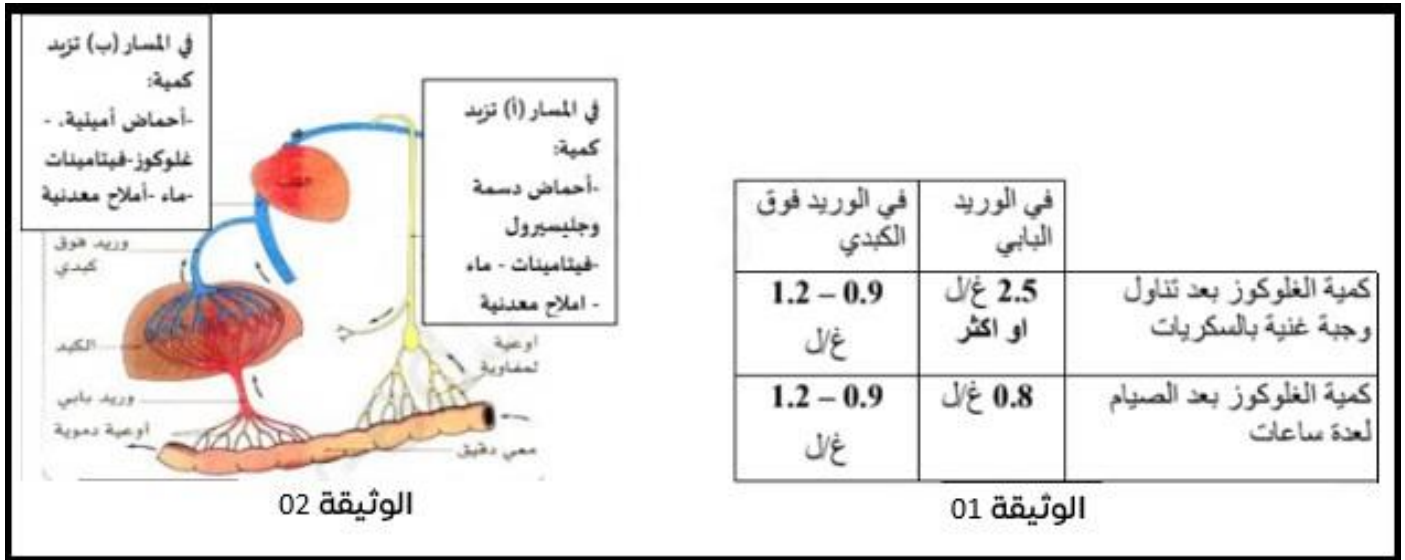 في المسار (ب) تزيد
كمية:
-أحماض أمينية. -
غلوكوز-فيتامينات
-ماء -أملاح معدنية
في المسار (أ) تزيد
كمية:
-أحماض دسمة
وجليسيرول
-فيتامينات - ماء
- املاح معدنية
القلب
وريد فوق
كبدي
الكبد
وريد بابي
اوعية دموية
اوعية
لمفاوية
معي دقيق
الوثيقة 02
في الوريد
البابي
في الوريد فوق
الكبدي
كمية الغلوكوز بعد تناول
وجبة غنية بالسكريات
2.5 غ/ل
او اكثر
0.9 – 1.2
غ/ل
كمية الغلوكوز بعد الصيام
لعدة ساعات
0.8 غ/ل
0.9 – 1.2
غ/ل
الوثيقة 01